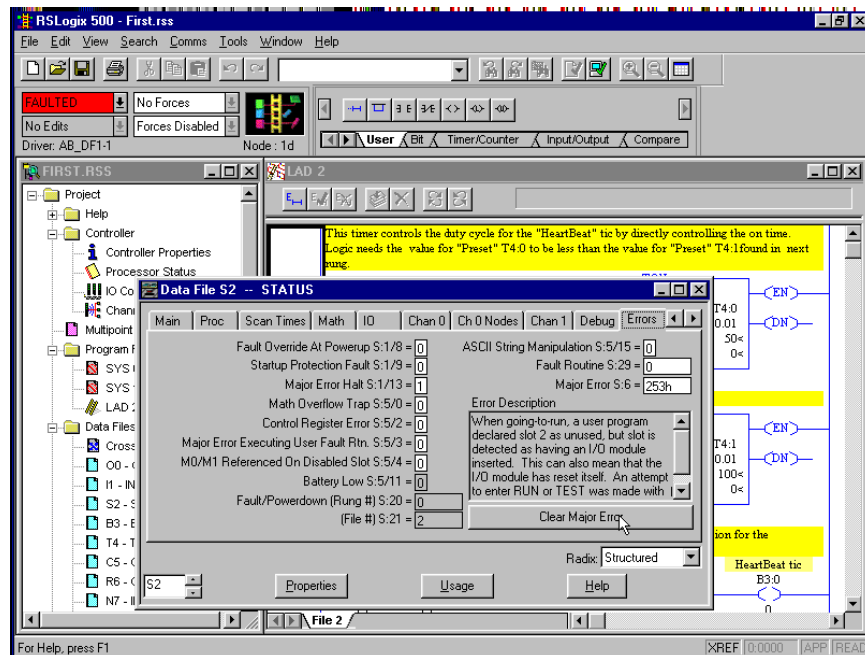 RSLogix 500 - First.rss
File Edit View Search Comms Tools Window Help
FAULTED
No Forces
No Edits
Forces Disabled
Driver: AB_DF1-1
Node : 1d
User
Bit
Timer/Counter
Input/Output
Compare
FIRST.RSS
Project
Help
Controller
Controller Properties
Processor Status
IO Co
Chan
Multipoint
Program F
SYS
SYS
LAD 2
Data Files
Cross
O0 -
I1 - IN
S2 - S
B3 -
T4 - T
C5 -
R6 -
N7 -
LAD 2
This timer controls the duty cycle for the "HeartBeat" tic by directly controlling the on time.
Logic needs the value for "Preset" T4:0 to be less than the value for "Preset" T4:1found in next
rung.
EN
T4:0
0.01
DN
50<
0<
EN
T4:1
0.01
DN
100<
0<
ion for the
HeartBeat tic
B3:0
0
Data File S2 -- STATUS
Main Proc Scan Times Math IO Chan 0 Ch 0 Nodes Chan 1 Debug Errors
Fault Override At Powerup S:1/8 = 0
Startup Protection Fault S:1/9 = 0
Major Error Halt S:1/13 = 1
Math Overflow Trap S:5/0 = 0
Control Register Error S:5/2 = 0
Major Error Executing User Fault Rtn. S:5/3 = 0
M0/M1 Referenced On Disabled Slot S:5/4 = 0
Battery Low S:5/11 = 0
Fault/Powerdown (Rung #) S:20 = 0
(File #) S:21 = 2
ASCII String Manipulation S:5/15 = 0
Fault Routine S:29 = 0
Major Error S:6 = 253h
Error Description
When going-to-run, a user program
declared slot 2 as unused, but slot is
detected as having an I/O module
inserted. This can also mean that the
I/O module has reset itself. An attempt
to enter RUN or TEST was made with
Clear Major Error
Radix: Structured
S2
Properties
Usage
Help
File 2
For Help, press F1
XREF
0:0000
APP
READ